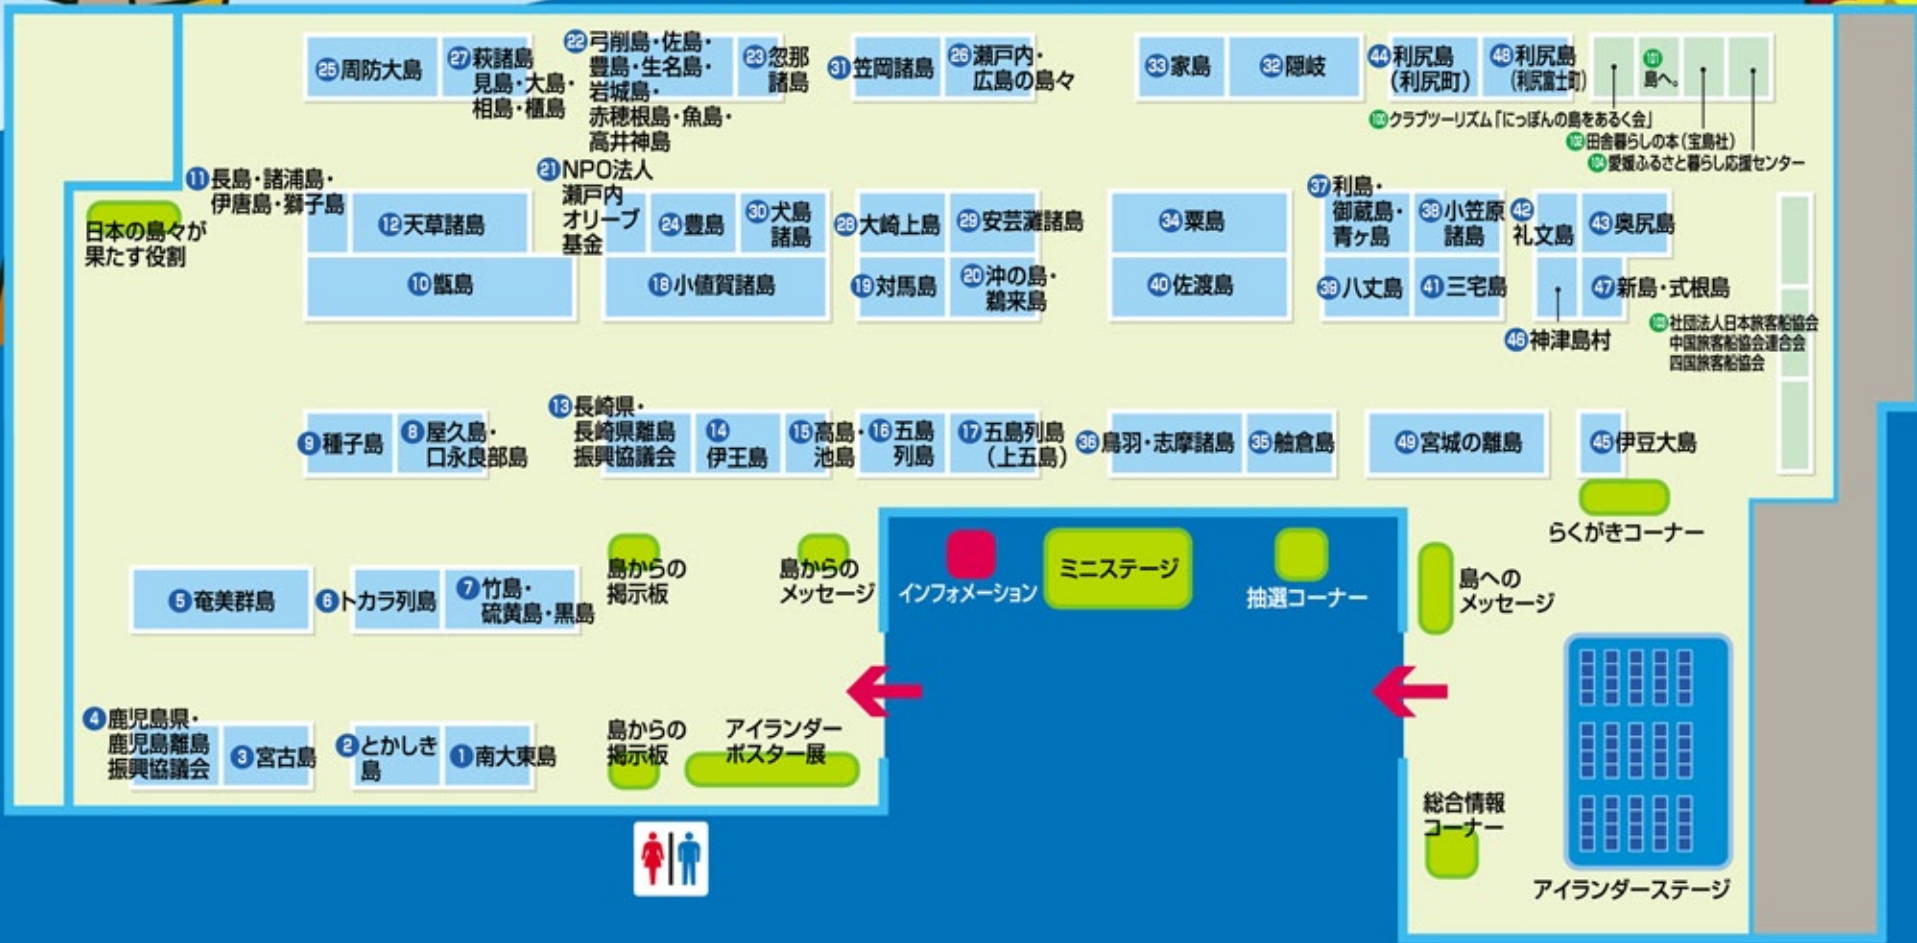 ㉕周防大島
㉗萩諸島
見島・大島・
相島・櫃島
㉒弓削島・佐島・
豊島・生名島・
岩城島・
赤穂根島・魚島・
高井神島
㉓忽那
諸島
㉛笠岡諸島
㉖瀬戸内・
広島の島々
㉝家島
㉜隠岐
㊹利尻島
(利尻町)
㊽利尻島
(利尻富士町)
101
島へ。
100クラブツーリズム「にっぽんの島をあるく会」
102田舎暮らしの本(宝島社)
104愛媛ふるさと暮らし応援センター
日本の島々が
果たす役割
⑪長島・諸浦島・
伊唐島・獅子島
⑫天草諸島
㉑NPO法人
瀬戸内
オリーブ
基金
㉔豊島
㉚犬島
諸島
㉘大崎上島
㉙安芸灘諸島
㉞粟島
㊲利島・
御蔵島・
青ヶ島
㊳小笠原
諸島
㊷
礼文島
㊸奥尻島
⑩甑島
⑱小値賀諸島
⑲対馬島
⑳沖の島・
鵜来島
㊵佐渡島
㊴八丈島
㊶三宅島
㊼新島・式根島
㊻神津島村
103社団法人日本旅客船協会
中国旅客船協会連合会
四国旅客船協会
⑨種子島
⑧屋久島・
口永良部島
⑬長崎県・
長崎県離島
振興協議会
⑭
伊王島
⑮高島・
池島
⑯五島
列島
⑰五島列島
(上五島)
㊱鳥羽・志摩諸島
㉟舳倉島
㊾宮城の離島
㊺伊豆大島
らくがきコーナー
⑤奄美群島
⑥トカラ列島
⑦竹島・
硫黄島・黒島
島からの
掲示板
島からの
メッセージ
インフォメーション
ミニステージ
抽選コーナー
島への
メッセージ
④鹿児島県・
鹿児島離島
振興協議会
③宮古島
②とかしき
島
①南大東島
島からの
掲示板
アイランダー
ポスター展
総合情報
コーナー
アイランダーステージ